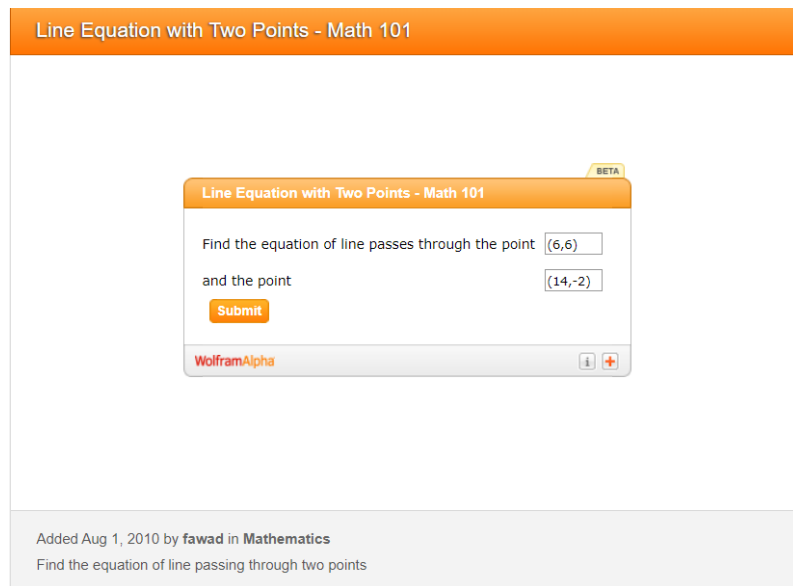 Line Equation with Two Points - Math 101
BETA
Line Equation with Two Points - Math 101
Find the equation of line passes through the point (6,6)
and the point (14,-2)
Submit
WolframAlpha i +
Added Aug 1, 2010 by fawad in Mathematics
Find the equation of line passing through two points